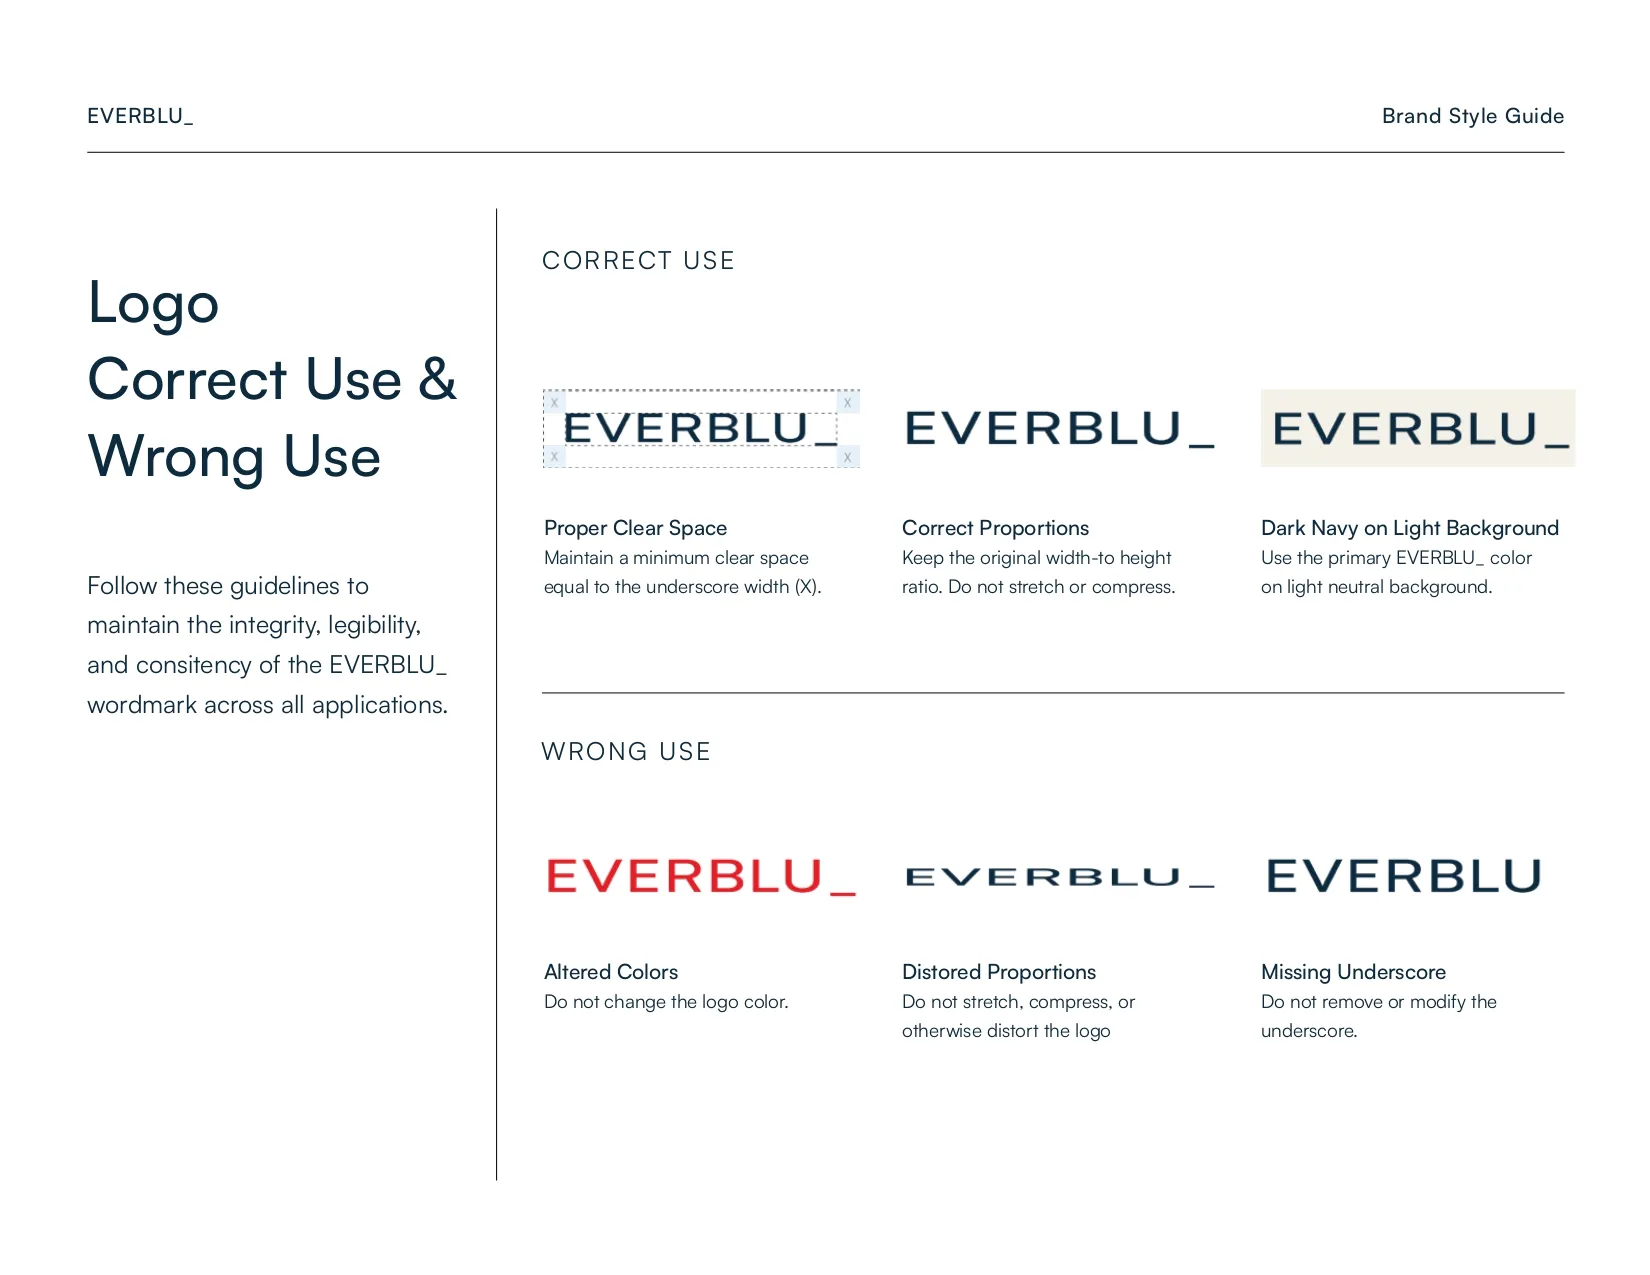 EVERBLU_
Brand Style Guide
Logo
Correct Use &
Wrong Use
Follow these guidelines to
maintain the integrity, legibility,
and consitency of the EVERBLU_
wordmark across all applications.
CORRECT USE
X
X
EVERBLU_
X
X
EVERBLU_
EVERBLU_
Proper Clear Space
Maintain a minimum clear space
equal to the underscore width (X).
Correct Proportions
Keep the original width-to height
ratio. Do not stretch or compress.
Dark Navy on Light Background
Use the primary EVERBLU_ color
on light neutral background.
WRONG USE
EVERBLU_
EVERBLU_
EVERBLU
Altered Colors
Do not change the logo color.
Distored Proportions
Do not stretch, compress, or
otherwise distort the logo
Missing Underscore
Do not remove or modify the
underscore.